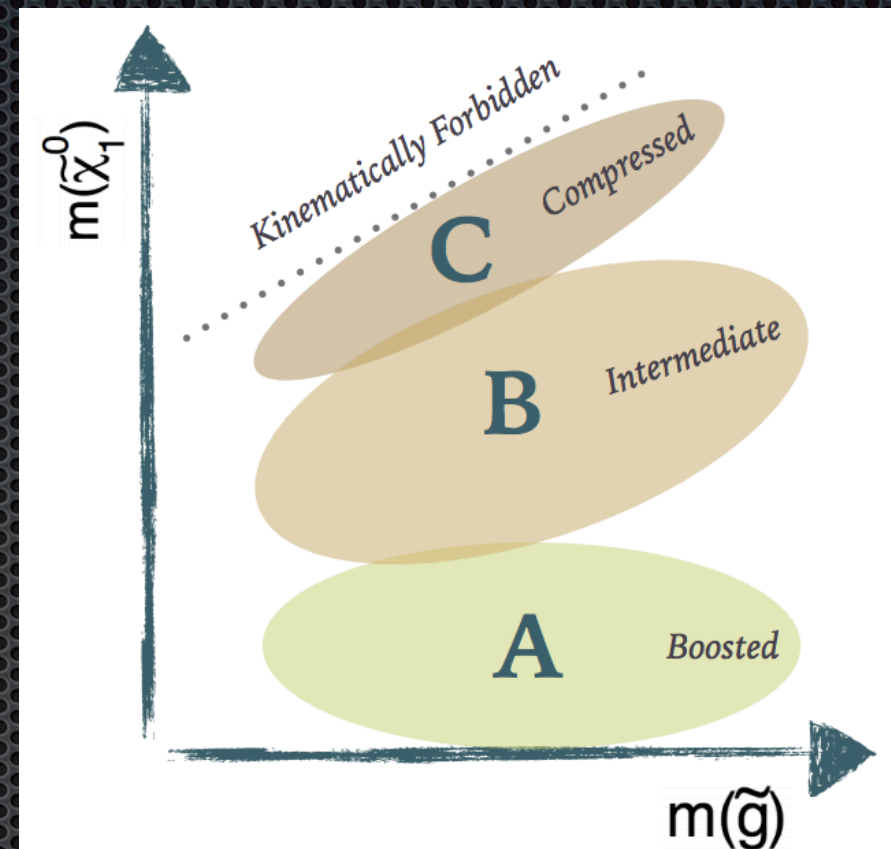 m(χ̃₁⁰)
Kinematically Forbidden
Compressed
C
B
Intermediate
A
Boosted
m(g̃)